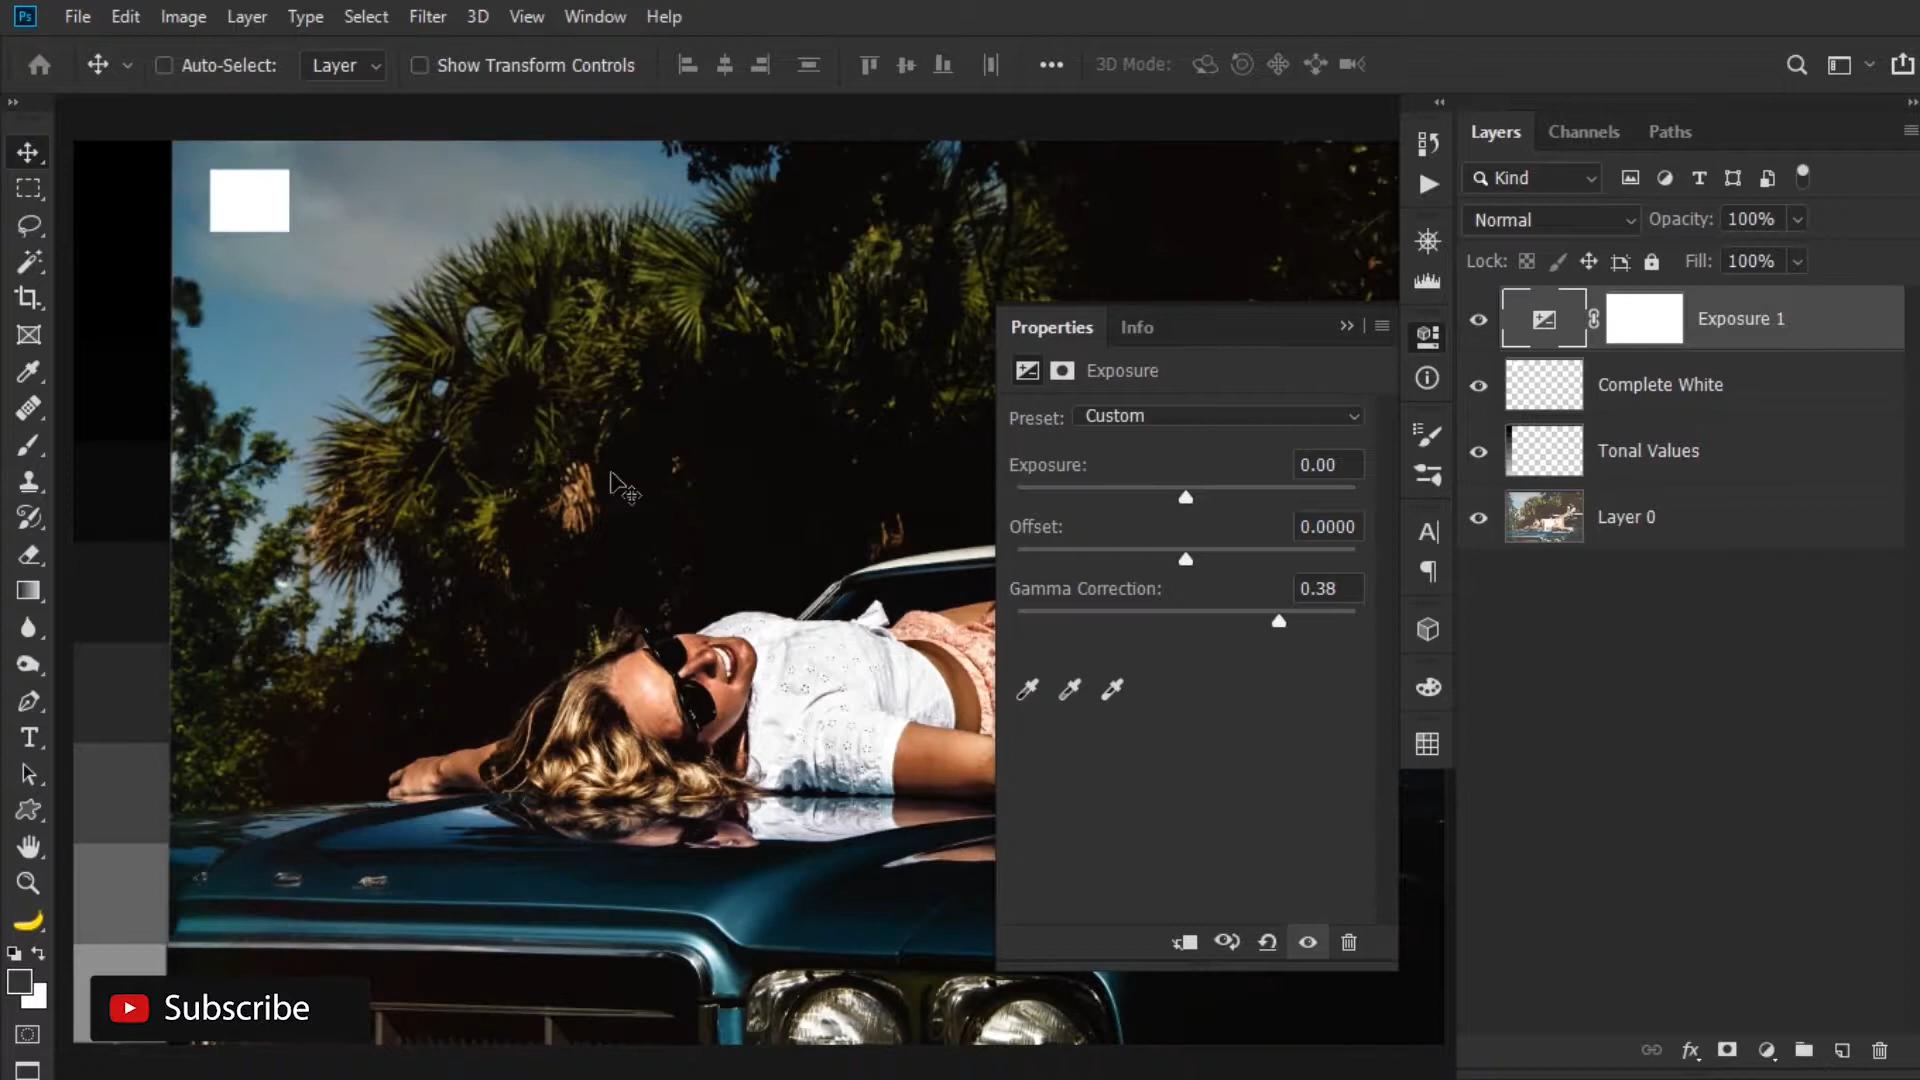 Ps File Edit Image Layer Type Select Filter 3D View Window Help
Auto-Select: Layer Show Transform Controls 3D Mode:
Layers Channels Paths
Kind T
Normal Opacity: 100%
Lock: Fill: 100%
Exposure 1
Complete White
Tonal Values
Layer 0
Properties Info
Exposure
Preset: Custom
Exposure: 0.00
Offset: 0.0000
Gamma Correction: 0.38
A
T
fx
Subscribe